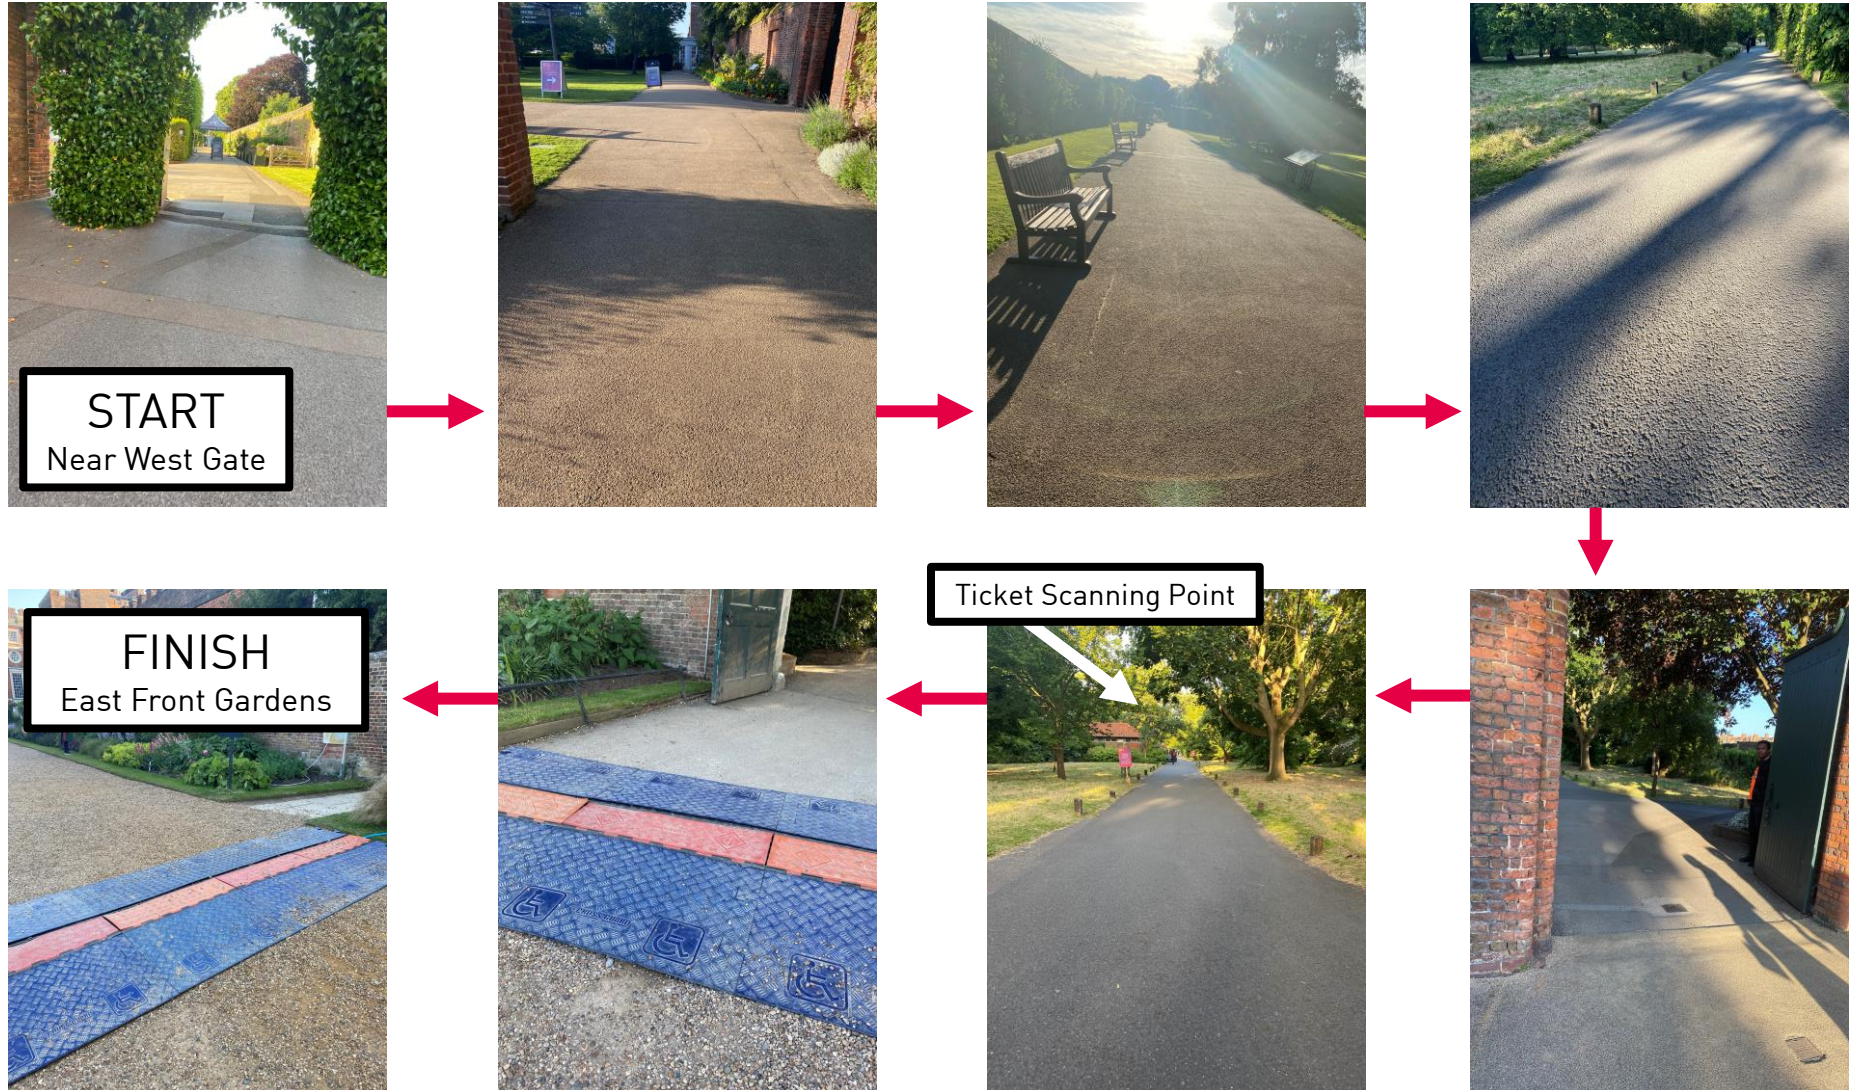 START
Near West Gate
Ticket Scanning Point
FINISH
East Front Gardens